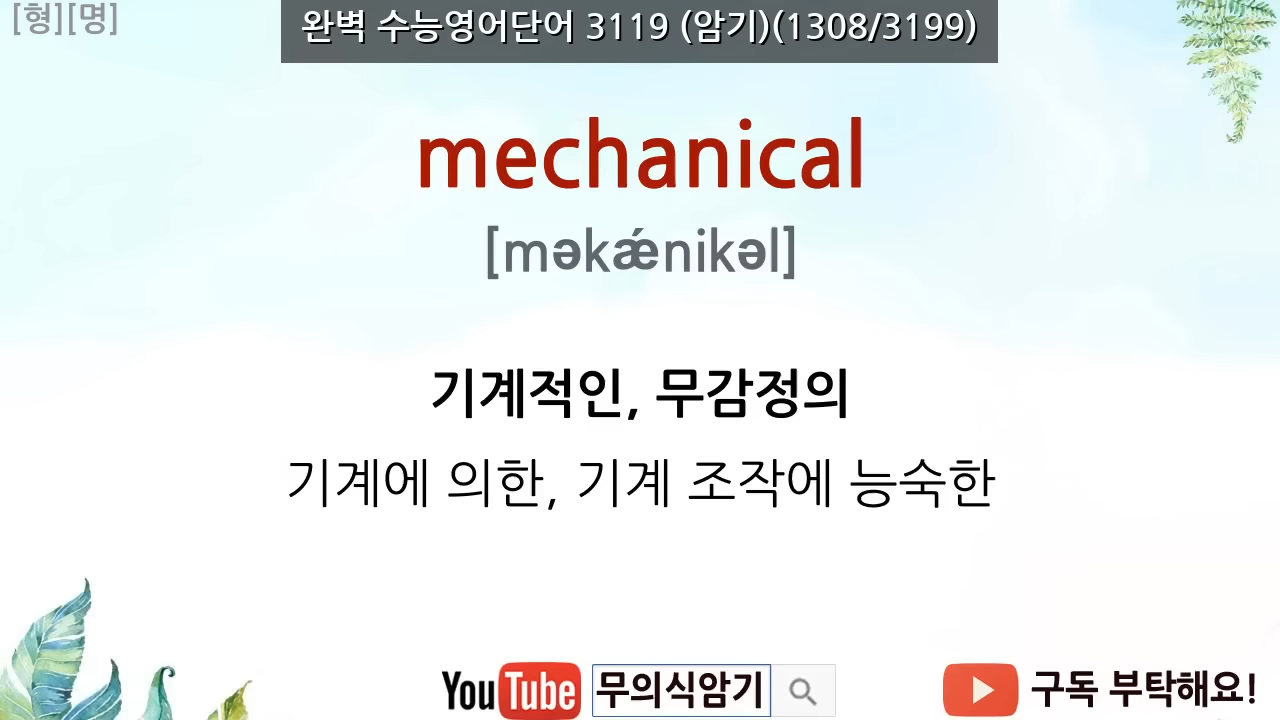 [형][명]
완벽 수능영어단어 3119 (암기)(1308/3199)
mechanical
[məkǽnikəl]
기계적인, 무감정의
기계에 의한, 기계 조작에 능숙한
YouTube 무의식암기
구독 부탁해요!